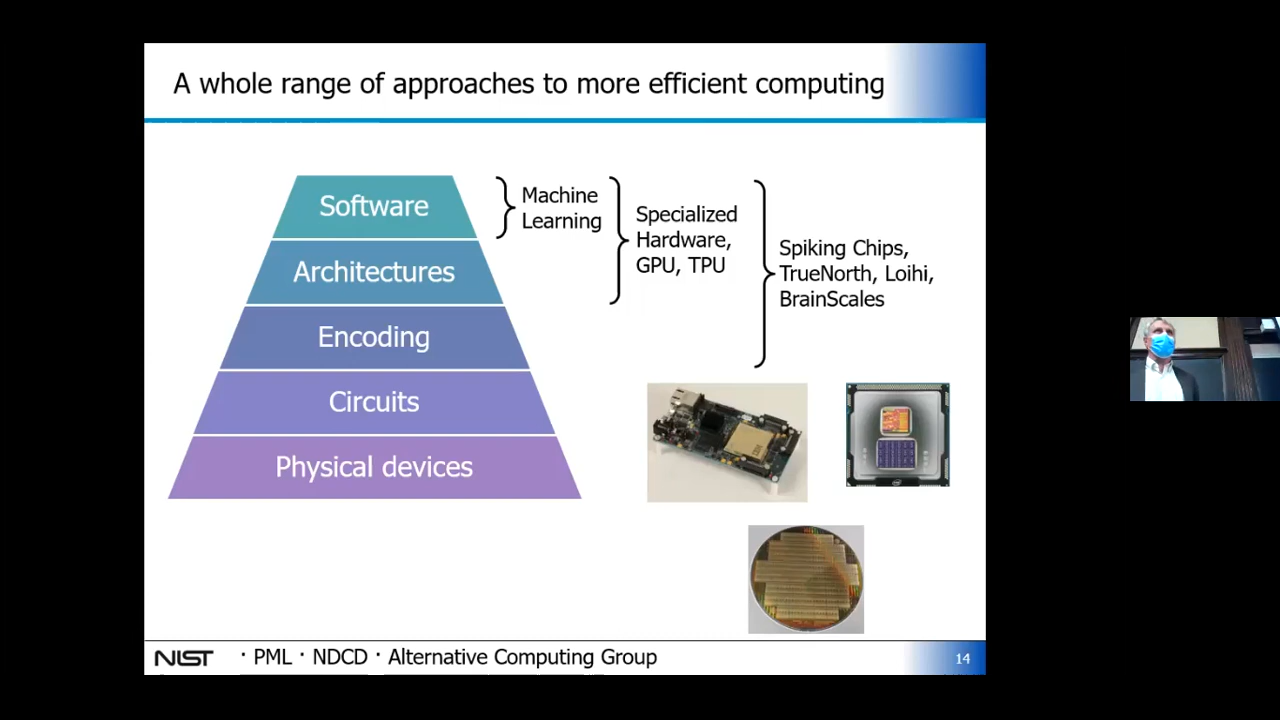 A whole range of approaches to more efficient computing
Software
Architectures
Encoding
Circuits
Physical devices
Machine
Learning
Specialized
Hardware,
GPU, TPU
Spiking Chips,
TrueNorth, Loihi,
BrainScales
NIST · PML · NDCD · Alternative Computing Group
14